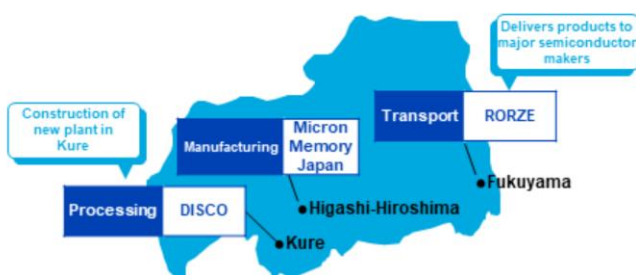 Delivers products to
major semiconductor
makers
Construction of
new plant in
Kure
Transport
RORZE
Manufacturing
Micron
Memory
Japan
Fukuyama
Processing
DISCO
Higashi-Hiroshima
Kure